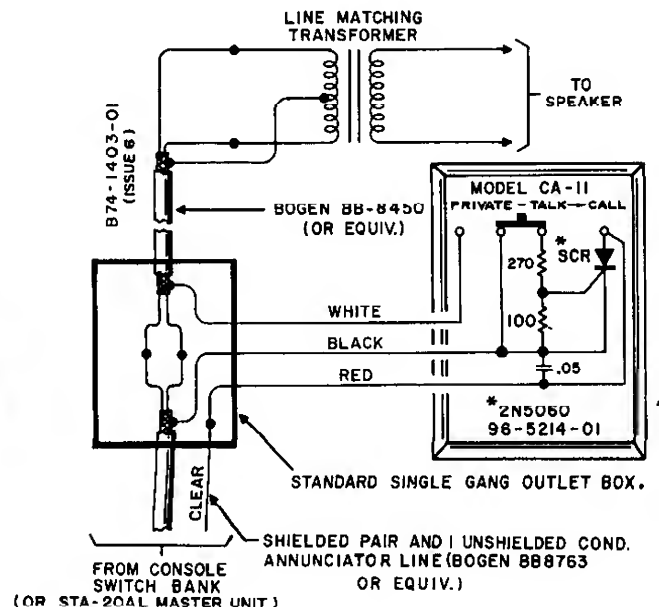 LINE MATCHING
TRANSFORMER
TO
SPEAKER
B74-1403-01
(ISSUE 6)
BOGEN BB-8450
(OR EQUIV.)
MODEL CA-11
PRIVATE - TALK - CALL
*
SCR
270
100
.05
*
2N5060
96-5214-01
WHITE
BLACK
RED
STANDARD SINGLE GANG OUTLET BOX.
CLEAR
SHIELDED PAIR AND 1 UNSHIELDED COND.
ANNUNCIATOR LINE (BOGEN BB8763
OR EQUIV.)
FROM CONSOLE
SWITCH BANK
(OR STA-20AL MASTER UNIT.)